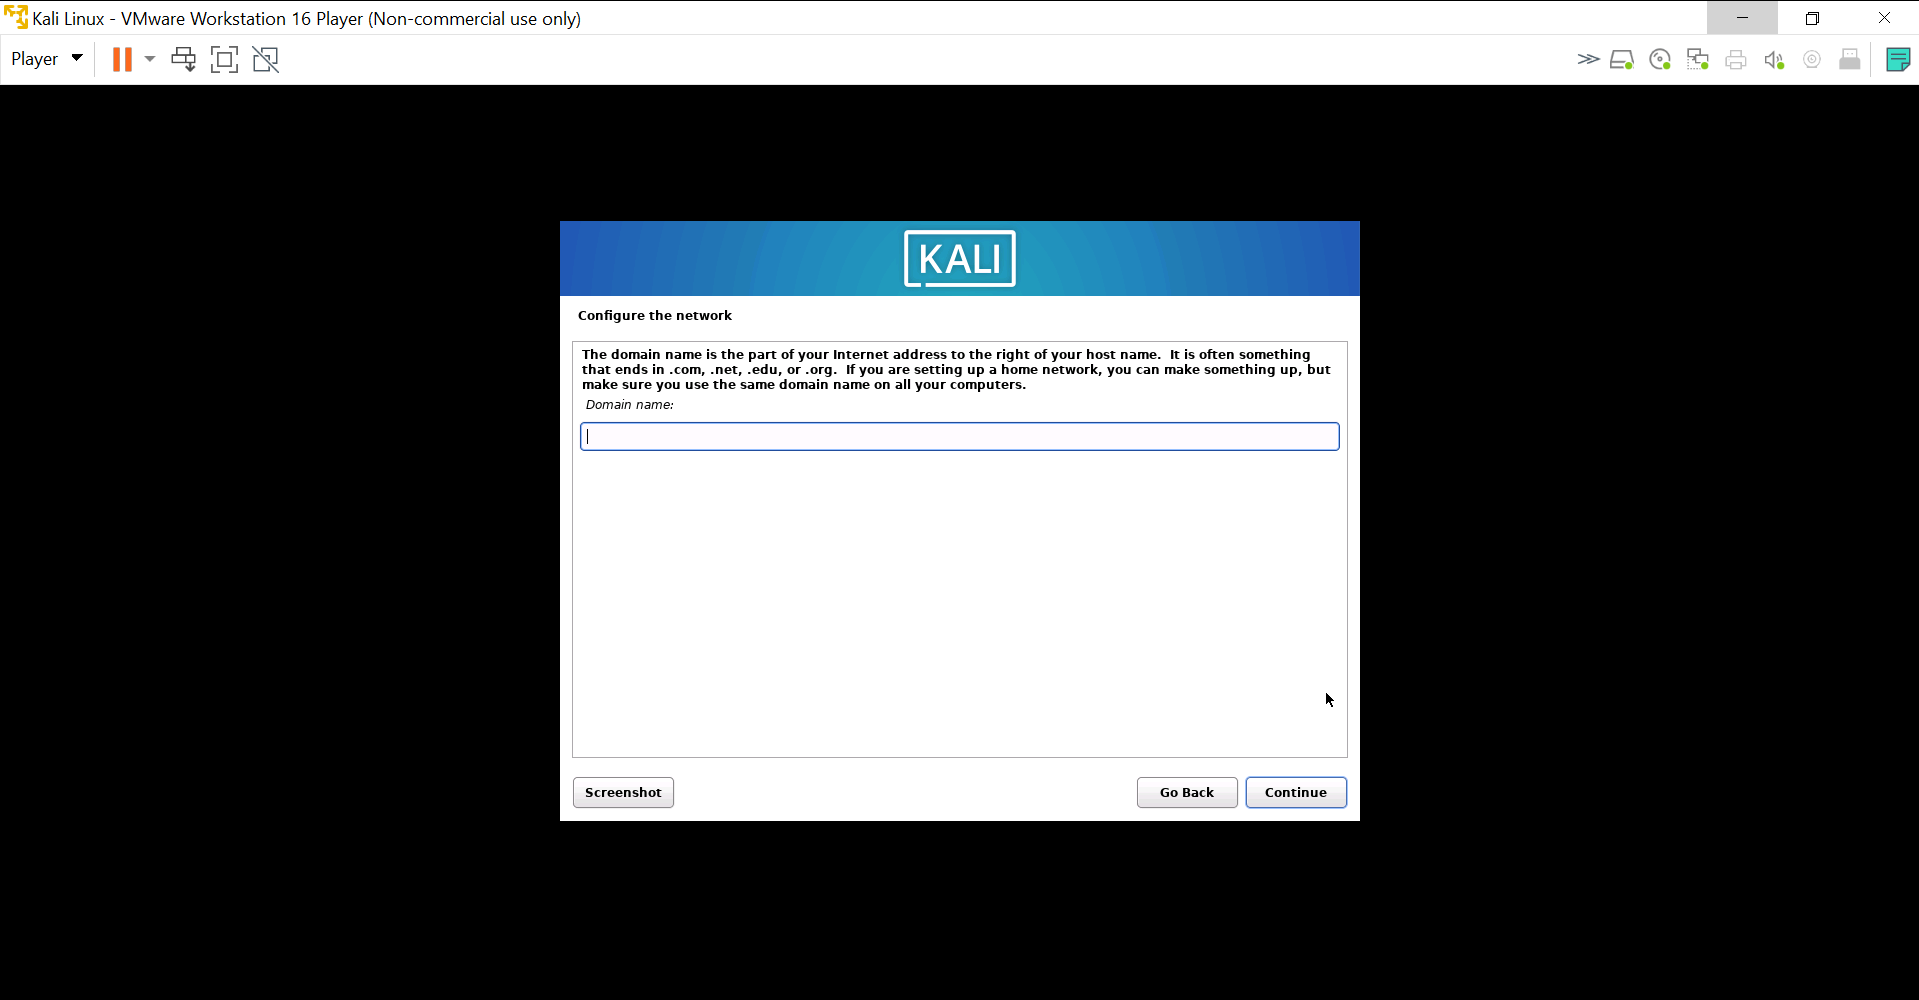 Kali Linux - VMware Workstation 16 Player (Non-commercial use only)
Player
KALI
Configure the network
The domain name is the part of your Internet address to the right of your host name.  It is often something
that ends in .com, .net, .edu, or .org.  If you are setting up a home network, you can make something up, but
make sure you use the same domain name on all your computers.
Domain name:
Screenshot
Go Back
Continue